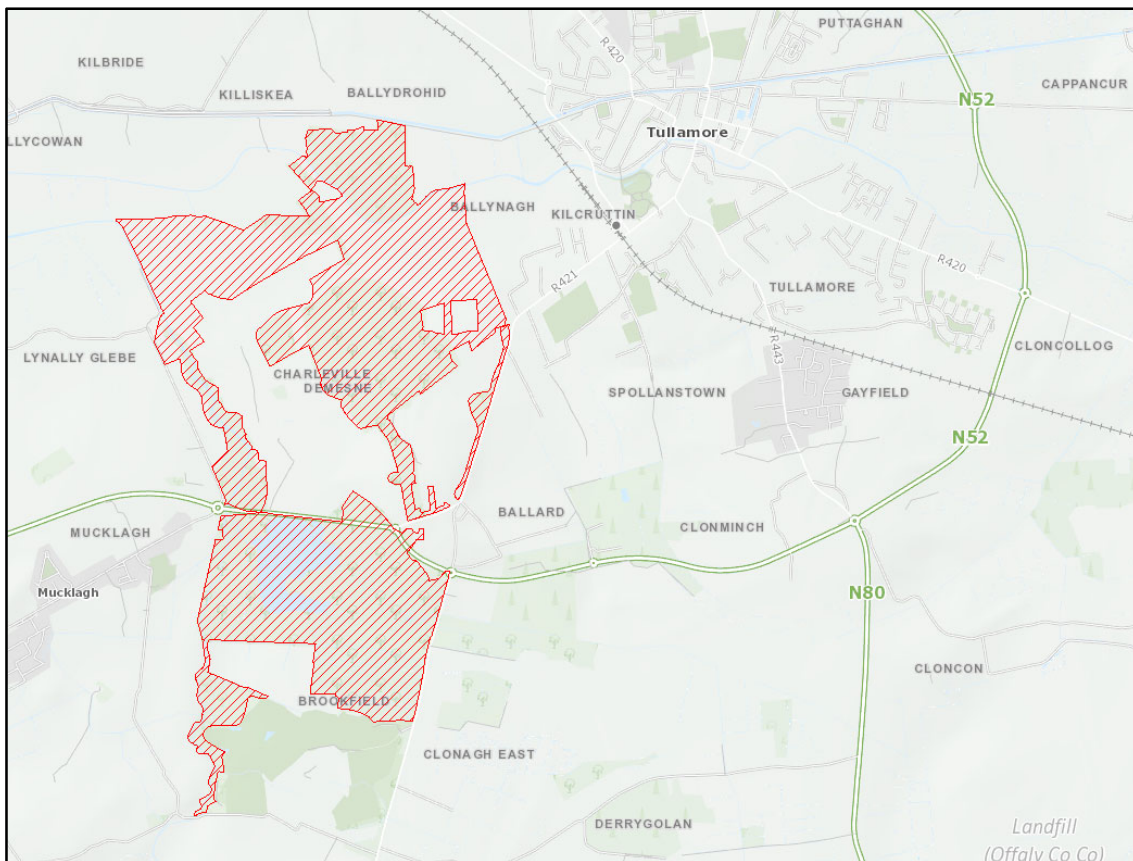 PUTTAGHAN
R420
KILBRIDE
KILLISKEA
BALLYDROHID
N52
CAPPANCUR
Tullamore
LLYCOWAN
BALLYNAGH
KILCRUTTIN
R421
R420
TULLAMORE
R443
LYNALLY GLEBE
CLONCOLLOG
CHARLEVILLE
DEMESNE
SPOLLANSTOWN
GAYFIELD
N52
BALLARD
CLONMINCH
MUCKLAGH
Mucklagh
N80
CLONCON
BROOKFIELD
CLONAGH EAST
DERRYGOLAN
Landfill
(Offaly Co Co)